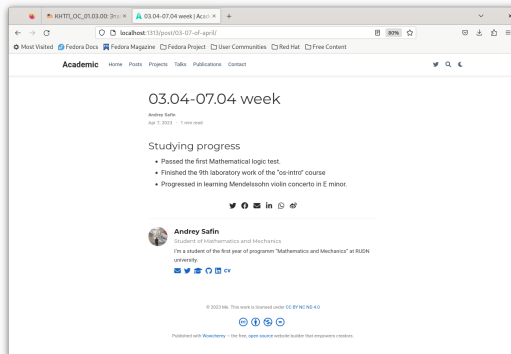 КНТП_ОС_01.03.00: Эта
03.04-07.04 week | Acad
localhost:1313/post/03-07-of-april/
80%
Most Visited Fedora Docs Fedora Magazine Fedora Project User Communities Red Hat Free Content
Academic Home Posts Projects Talks Publications Contact
03.04-07.04 week
Andrey Safin
Apr 7, 2023 · 1 min read
Studying progress
• Passed the first Mathematical logic test.
• Finished the 9th laboratory work of the "os-intro" course
• Progressed in learning Mendelssohn violin concerto in E minor.
Andrey Safin
Student of Mathematics and Mechanics
I'm a student of the first year of programm "Mathematics and Mechanics" at RUDN
university.
CV
© 2023 Me. This work is licensed under CC BY NC ND 4.0
Published with Wowchemy — the free, open source website builder that empowers creators.